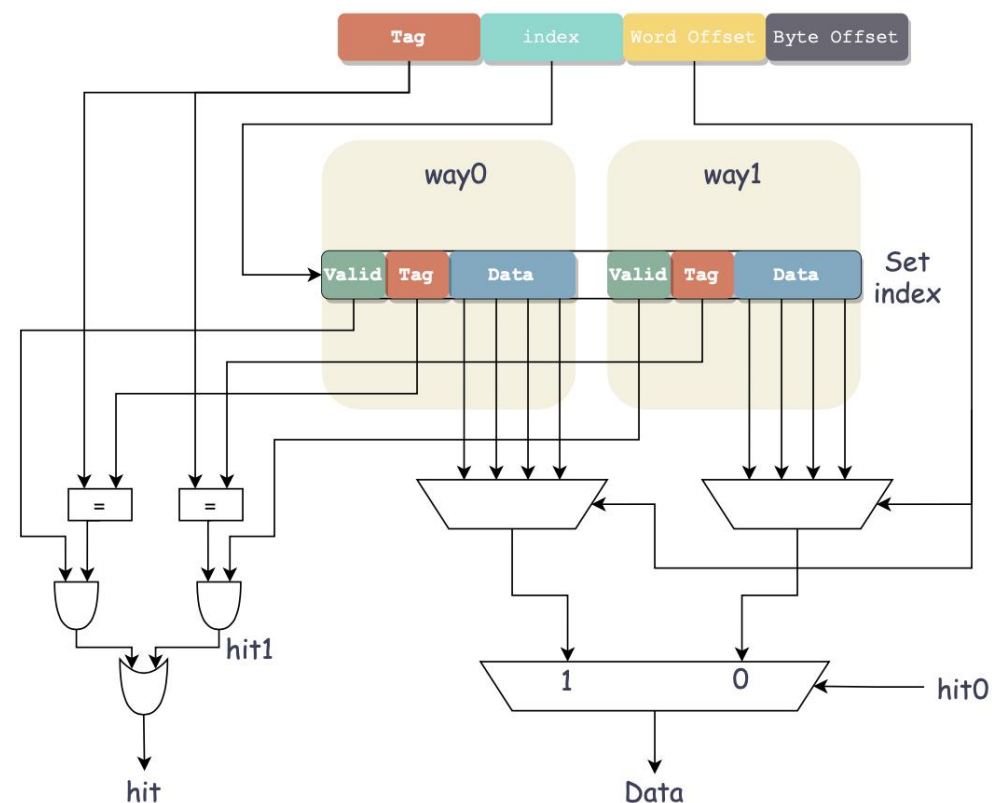 Tag index Word Offset Byte Offset
way0 way1
Valid Tag Data Valid Tag Data
Set
index
= =
hit1
1 0
hit0
hit Data